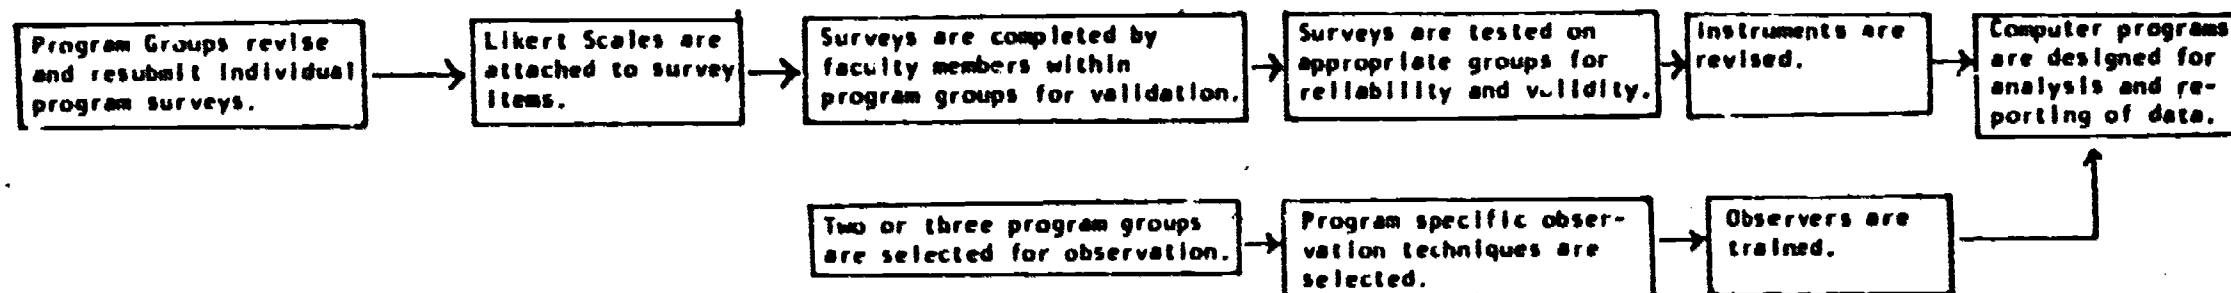 Program Groups revise
and resubmit individual
program surveys.
Likert Scales are
attached to survey
items.
Surveys are completed by
faculty members within
program groups for validation.
Surveys are tested on
appropriate groups for
reliability and validity.
Instruments are
revised.
Computer programs
are designed for
analysis and re-
porting of data.
Two or three program groups
are selected for observation.
Program specific obser-
vation techniques are
selected.
Observers are
trained.